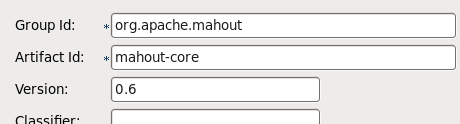 Group Id: * org.apache.mahout
Artifact Id: * mahout-core
Version: 0.6
Classifier: